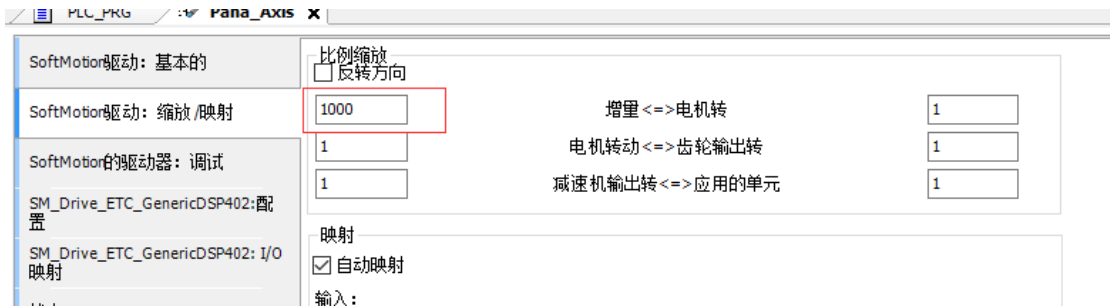 PLC_PRG Pana_Axis X
SoftMotion驱动：基本的
SoftMotion驱动：缩放/映射
SoftMotion的驱动器：调试
SM_Drive_ETC_GenericDSP402:配
置
SM_Drive_ETC_GenericDSP402: I/O
映射
比例缩放
反转方向
1000 增量<=>电机转 1
1 电机转动<=>齿轮输出转 1
1 减速机输出转<=>应用的单元 1
映射
自动映射
输入：